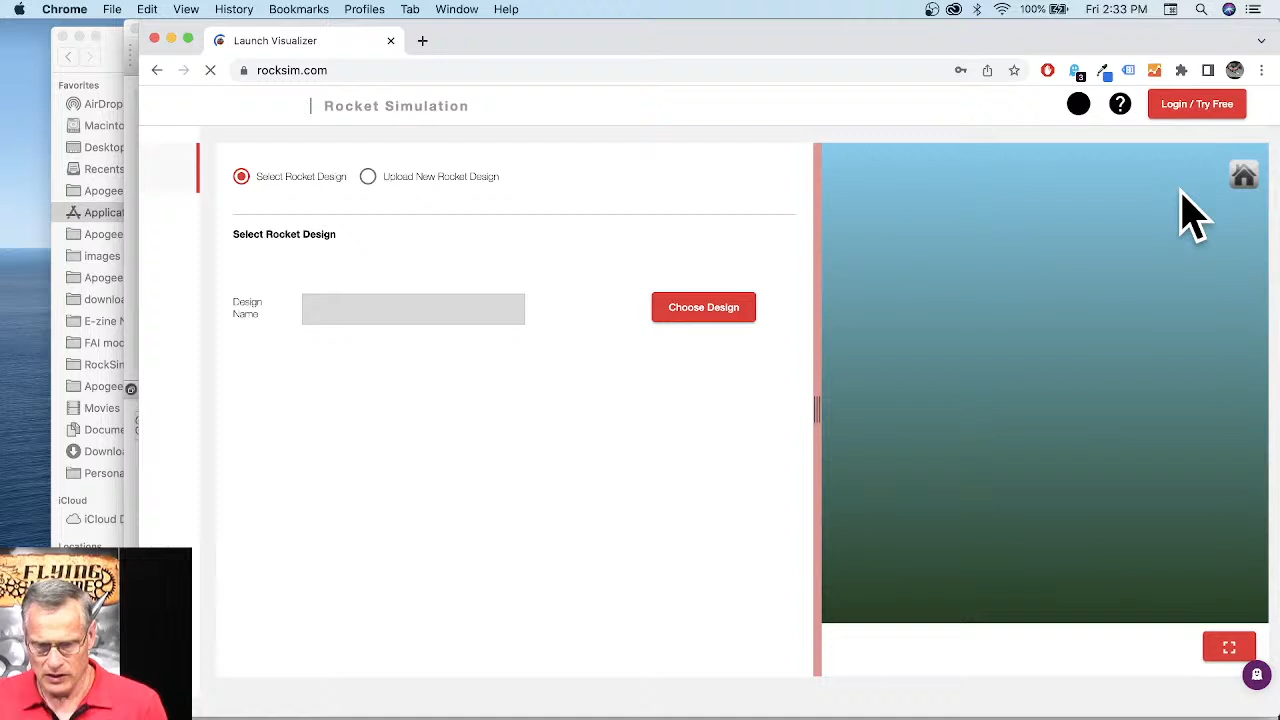 Chrome File Edit View History Bookmarks Profiles Tab Window Help 100% Fri 2:33 PM
Launch Visualizer
rocksim.com
3
Favorites
AirDrop
Macinto
Desktop
Recents
Apogee
Applicat
Apogee
images
Apogee
downloa
E-zine N
FAI mod
RockSim
Apogee
Movies
Docume
Downloa
Persona
iCloud
iCloud D
Locations
Rocket Simulation
?
Login / Try Free
Select Rocket Design Upload New Rocket Design
Select Rocket Design
Design
Name
Choose Design
FLYING